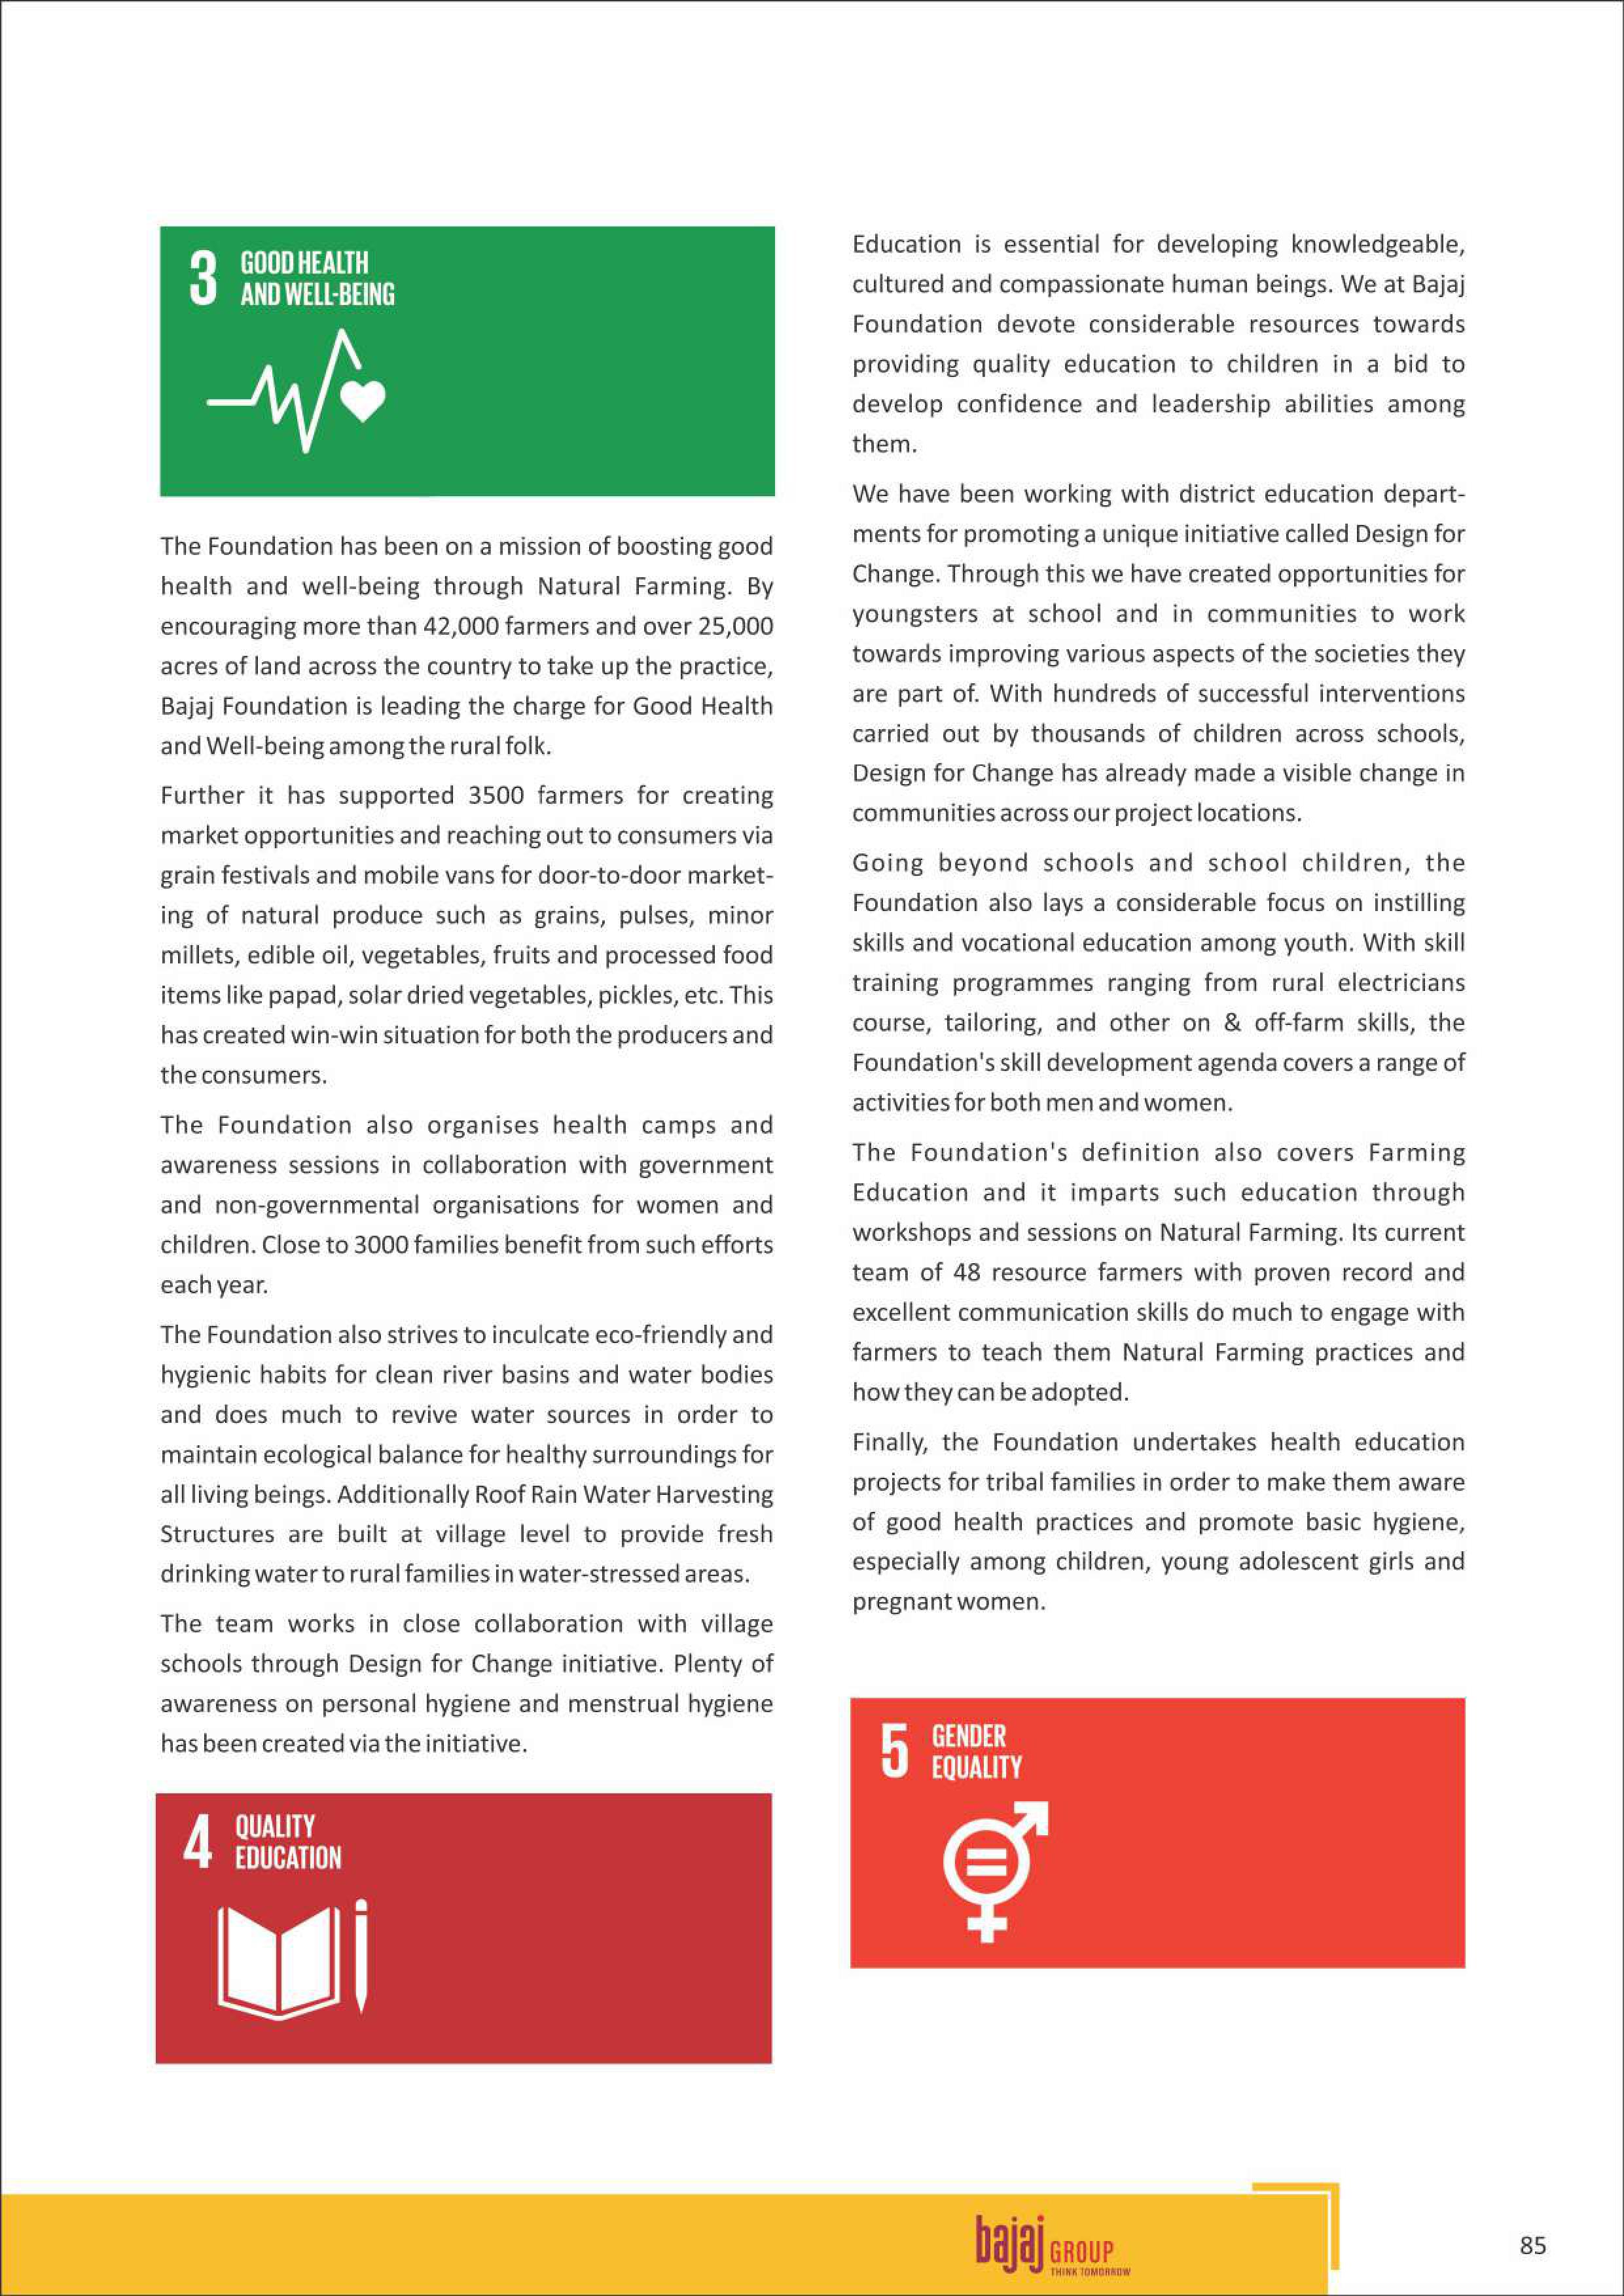 3 GOOD HEALTH
AND WELL-BEING
The Foundation has been on a mission of boosting good
health and well-being through Natural Farming. By
encouraging more than 42,000 farmers and over 25,000
acres of land across the country to take up the practice,
Bajaj Foundation is leading the charge for Good Health
and Well-being among the rural folk.
Further it has supported 3500 farmers for creating
market opportunities and reaching out to consumers via
grain festivals and mobile vans for door-to-door market-
ing of natural produce such as grains, pulses, minor
millets, edible oil, vegetables, fruits and processed food
items like papad, solar dried vegetables, pickles, etc. This
has created win-win situation for both the producers and
the consumers.
The Foundation also organises health camps and
awareness sessions in collaboration with government
and non-governmental organisations for women and
children. Close to 3000 families benefit from such efforts
each year.
The Foundation also strives to inculcate eco-friendly and
hygienic habits for clean river basins and water bodies
and does much to revive water sources in order to
maintain ecological balance for healthy surroundings for
all living beings. Additionally Roof Rain Water Harvesting
Structures are built at village level to provide fresh
drinking water to rural families in water-stressed areas.
The team works in close collaboration with village
schools through Design for Change initiative. Plenty of
awareness on personal hygiene and menstrual hygiene
has been created via the initiative.
4 QUALITY
EDUCATION
Education is essential for developing knowledgeable,
cultured and compassionate human beings. We at Bajaj
Foundation devote considerable resources towards
providing quality education to children in a bid to
develop confidence and leadership abilities among
them.
We have been working with district education depart-
ments for promoting a unique initiative called Design for
Change. Through this we have created opportunities for
youngsters at school and in communities to work
towards improving various aspects of the societies they
are part of. With hundreds of successful interventions
carried out by thousands of children across schools,
Design for Change has already made a visible change in
communities across our project locations.
Going beyond schools and school children, the
Foundation also lays a considerable focus on instilling
skills and vocational education among youth. With skill
training programmes ranging from rural electricians
course, tailoring, and other on & off-farm skills, the
Foundation's skill development agenda covers a range of
activities for both men and women.
The Foundation's definition also covers Farming
Education and it imparts such education through
workshops and sessions on Natural Farming. Its current
team of 48 resource farmers with proven record and
excellent communication skills do much to engage with
farmers to teach them Natural Farming practices and
how they can be adopted.
Finally, the Foundation undertakes health education
projects for tribal families in order to make them aware
of good health practices and promote basic hygiene,
especially among children, young adolescent girls and
pregnant women.
5 GENDER
EQUALITY
bajaj GROUP
THINK TOMORROW
85